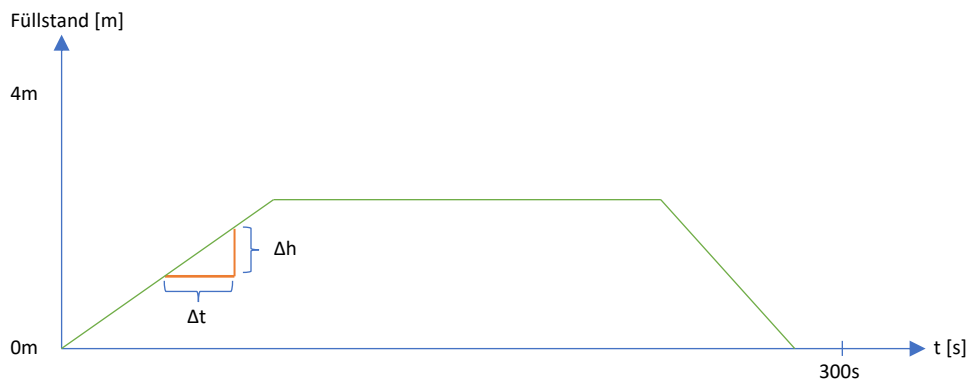 Füllstand [m]
4m
Δh
Δt
0m
t [s]
300s